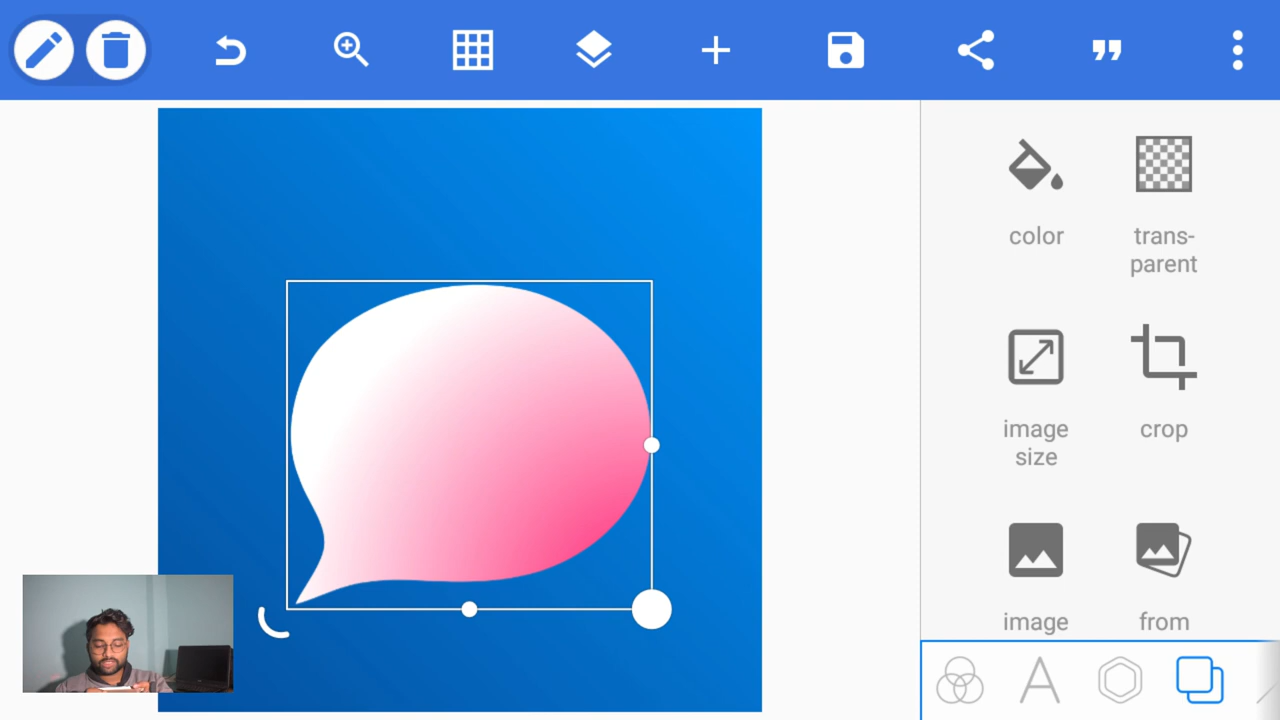 color
trans-
parent
image
size
crop
image
from